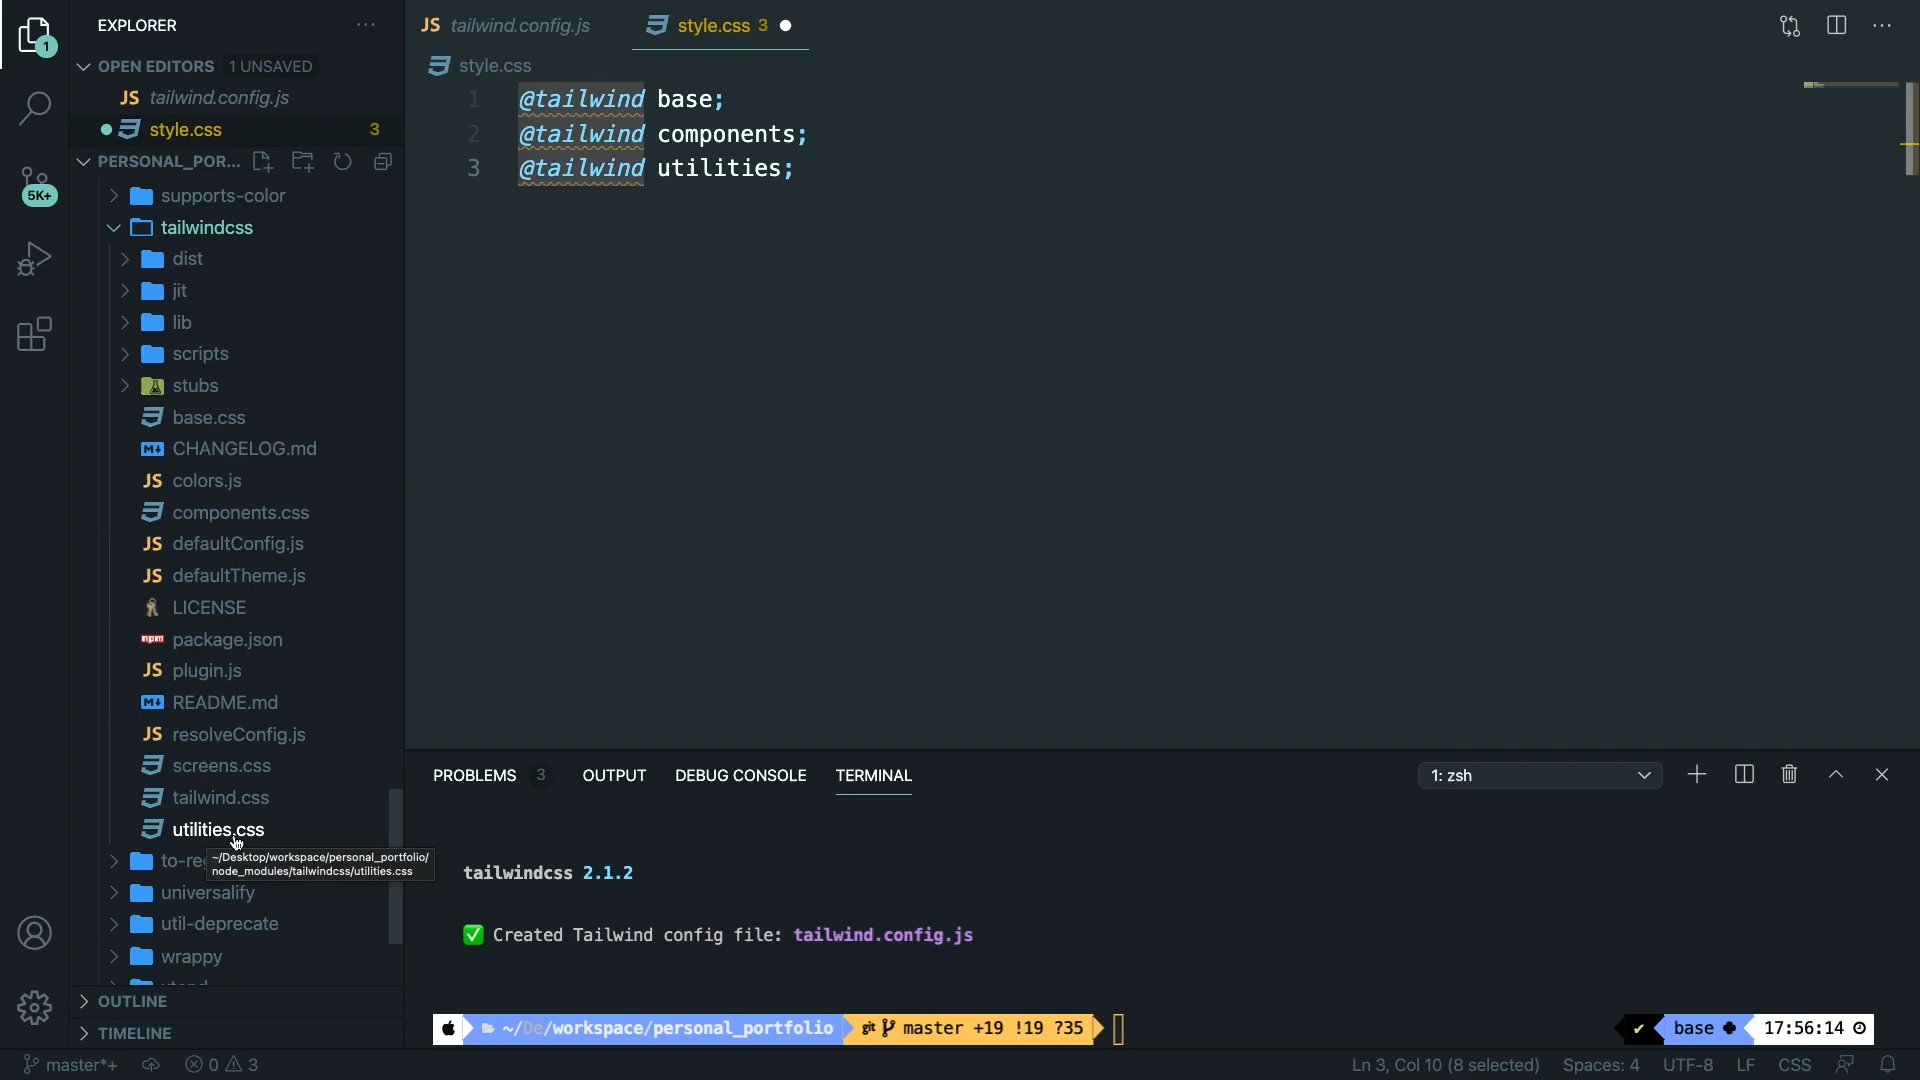 EXPLORER
JS tailwind.config.js
style.css 3
OPEN EDITORS 1 UNSAVED
style.css
JS tailwind.config.js
style.css 3
PERSONAL_POR...
1 @tailwind base;
2 @tailwind components;
3 @tailwind utilities;
1
5K+
supports-color
tailwindcss
dist
jit
lib
scripts
stubs
base.css
M↓ CHANGELOG.md
JS colors.js
components.css
JS defaultConfig.js
JS defaultTheme.js
LICENSE
npm package.json
JS plugin.js
M↓ README.md
JS resolveConfig.js
screens.css
tailwind.css
utilities.css
to-re
~/Desktop/workspace/personal_portfolio/
node_modules/tailwindcss/utilities.css
universalify
util-deprecate
wrappy
OUTLINE
TIMELINE
PROBLEMS 3 OUTPUT DEBUG CONSOLE TERMINAL
1: zsh
tailwindcss 2.1.2
✅ Created Tailwind config file: tailwind.config.js
~/De/workspace/personal_portfolio git master +19 !19 ?35
✔ base 17:56:14
master*+ 0 3
Ln 3, Col 10 (8 selected) Spaces: 4 UTF-8 LF CSS